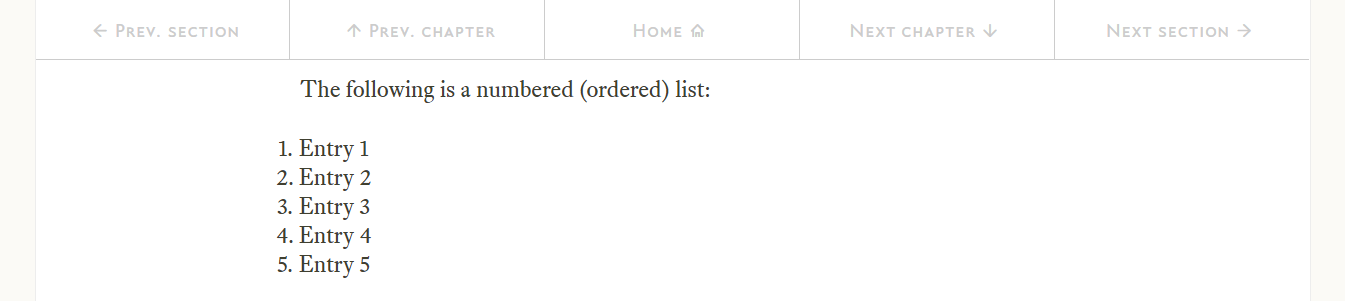 ← Prev. section
↑ Prev. chapter
Home
Next chapter ↓
Next section →
The following is a numbered (ordered) list:
1. Entry 1
2. Entry 2
3. Entry 3
4. Entry 4
5. Entry 5